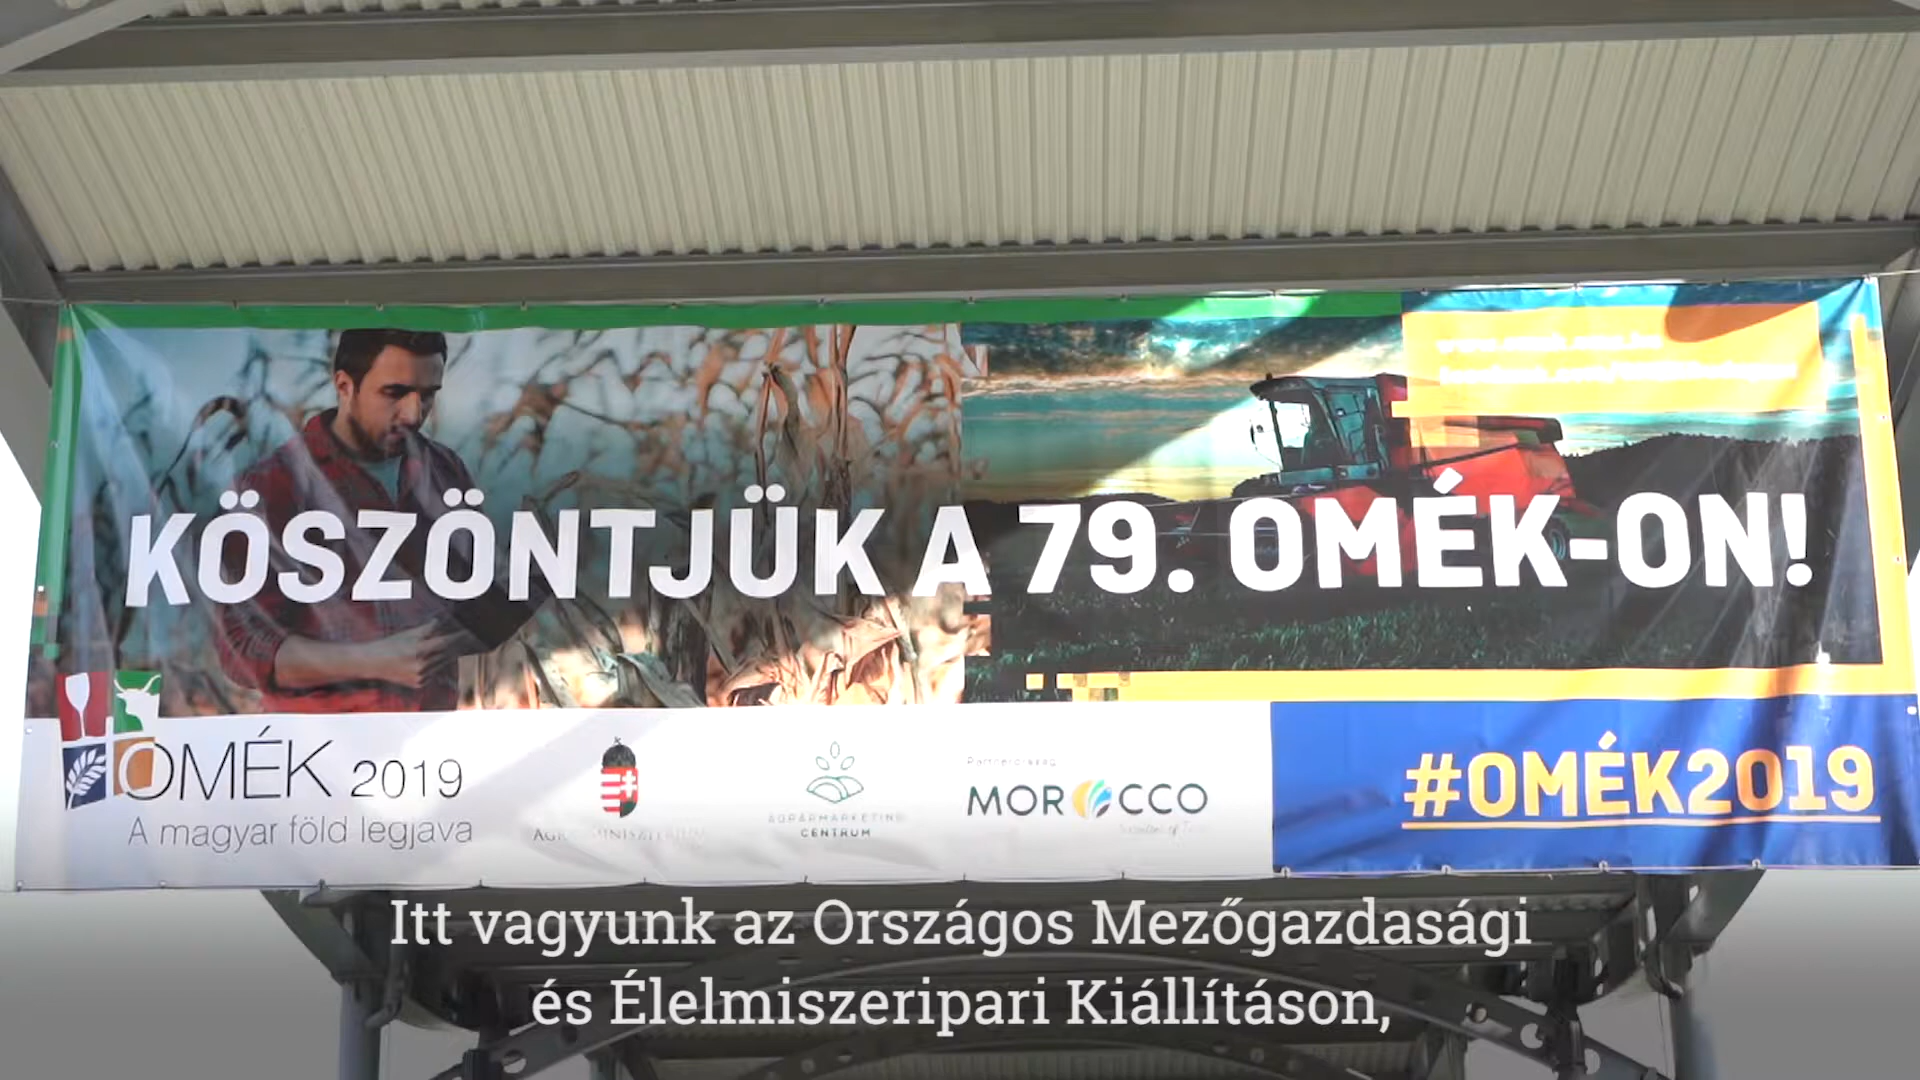 KÖSZÖNTJÜK A 79. OMÉK-ON!
OMÉK 2019
A magyar föld legjava
AGRÁRMARKETING
CENTRUM
Partnerország
MOROCCO
#OMÉK2019
Itt vagyunk az Országos Mezőgazdasági
és Élelmiszeripari Kiállításon,